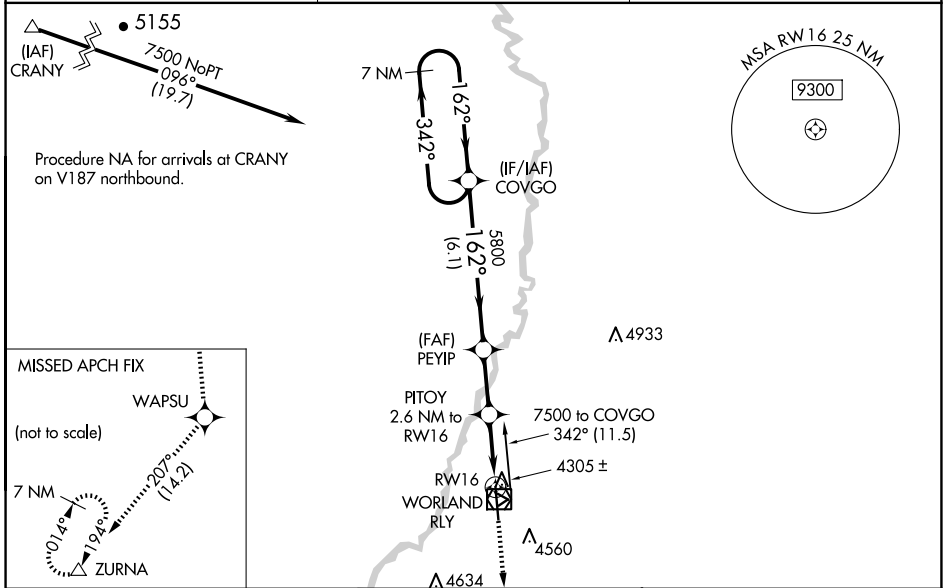 5155
(IAF)
CRANY
7500 NoPT
096°
(19.7)
Procedure NA for arrivals at CRANY
on V187 northbound.
7 NM
162°
342°
(IF/IAF)
COVGO
5800
162°
(6.1)
MSA RW16 25 NM
9300
(FAF)
PEYIP
4933
PITOY
2.6 NM to
RW16
7500 to COVGO
342° (11.5)
4305 ±
RW16
WORLAND
RLY
4560
4634
MISSED APCH FIX
WAPSU
(not to scale)
207°
(14.2)
7 NM
014°
194°
ZURNA